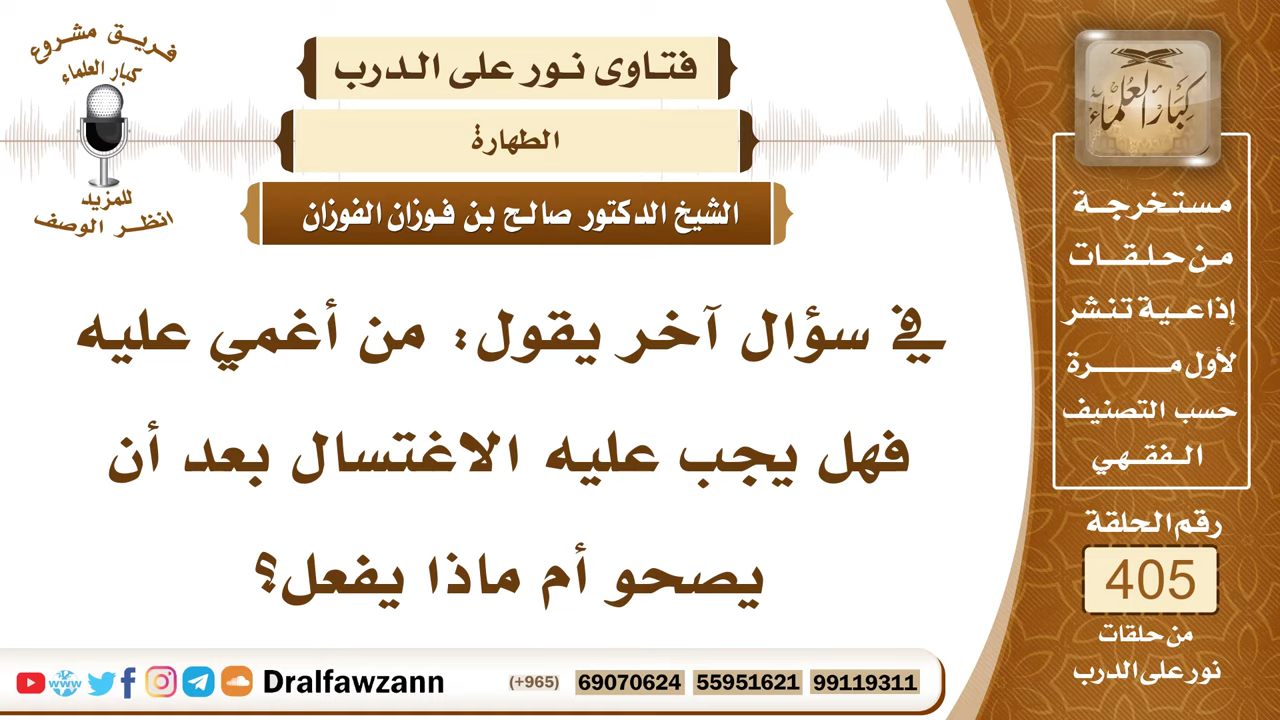 فريق مشروع
كبار العلماء
للمزيد
انظر الوصف
فتاوى نور على الدرب
الطهارة
الشيخ الدكتور صالح بن فوزان الفوزان
في سؤال آخر يقول: من أغمي عليه
فهل يجب عليه الاغتسال بعد أن
يصحو أم ماذا يفعل؟
كبار العلماء
مستخرجة
من حلقات
إذاعية تنشر
لأول مرة
حسب التصنيف
الفقهي
رقم الحلقة
405
من حلقات
نور على الدرب
www Dralfawzann (+965) 69070624 55951621 99119311